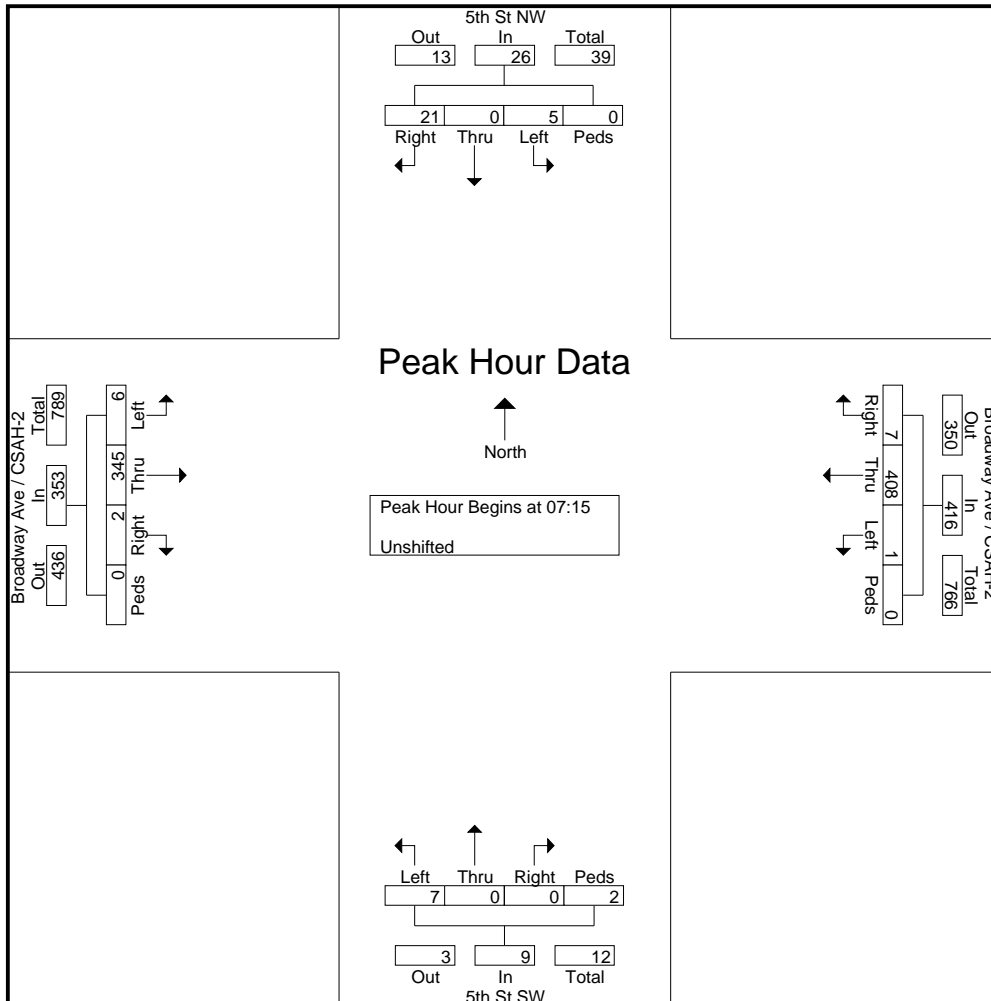 5th St NW
Out In Total
13 26 39
21 0 5 0
Right Thru Left Peds
Peak Hour Data
North
Peak Hour Begins at 07:15
Unshifted
Broadway Ave / CSAH-2
Total In Out
789 353 436
6 345 2 0
Left Thru Right Peds
Broadway Ave / CSAH-2
Out In Total
350 416 766
7 408 1 0
Right Thru Left Peds
Left Thru Right Peds
7 0 0 2
3 9 12
Out In Total
5th St SW